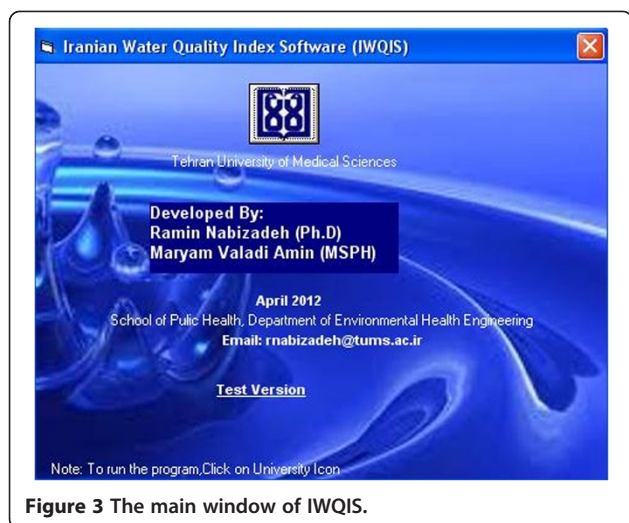 Iranian Water Quality Index Software (IWQIS)
Tehran University of Medical Sciences
Developed By:
Ramin Nabizadeh (Ph.D)
Maryam Valadi Amin (MSPH)
April 2012
School of Pulic Health, Department of Environmental Health Engineering
Email: rnabizadeh@tums.ac.ir
Test Version
Note: To run the program,Click on University Icon
Figure 3 The main window of IWQIS.